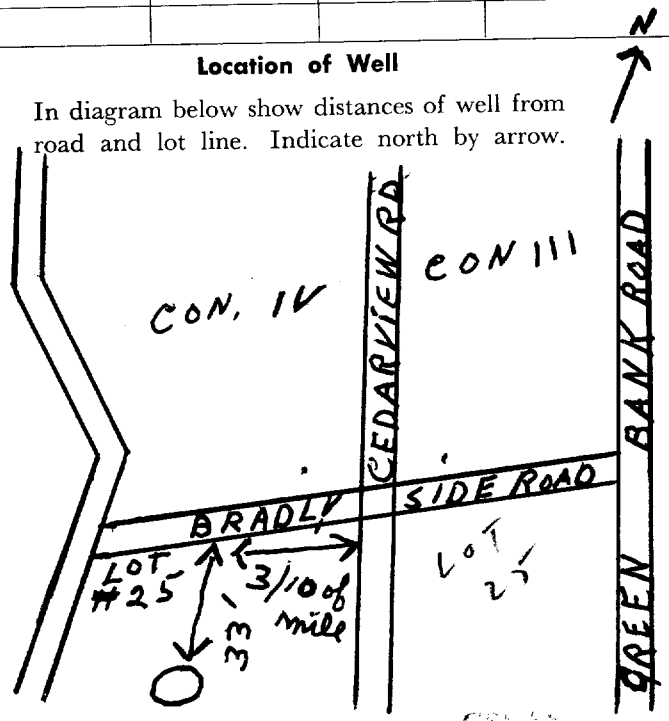 N
Location of Well
In diagram below show distances of well from
road and lot line. Indicate north by arrow.
CEDARVIEW RD
CON III
CON. IV
GREEN BANK ROAD
BRADLY SIDE ROAD
LOT
#25
3/10 of
mile
33'
LOT
25